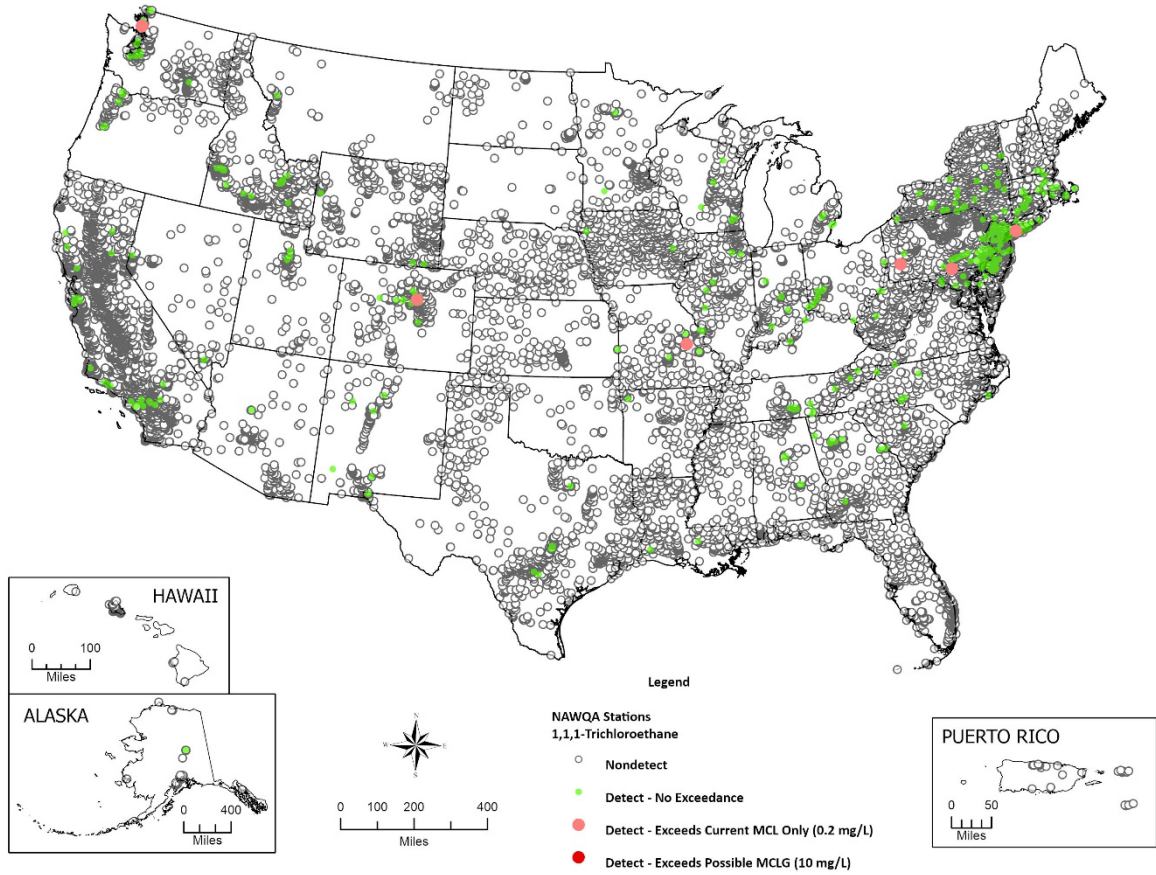 HAWAII
0 100
Miles
ALASKA
0 400
Miles
N
W E
S
0 100 200 400
Miles
Legend
NAWQA Stations
1,1,1-Trichloroethane
Nondetect
Detect - No Exceedance
Detect - Exceeds Current MCL Only (0.2 mg/L)
Detect - Exceeds Possible MCLG (10 mg/L)
PUERTO RICO
0 50
Miles